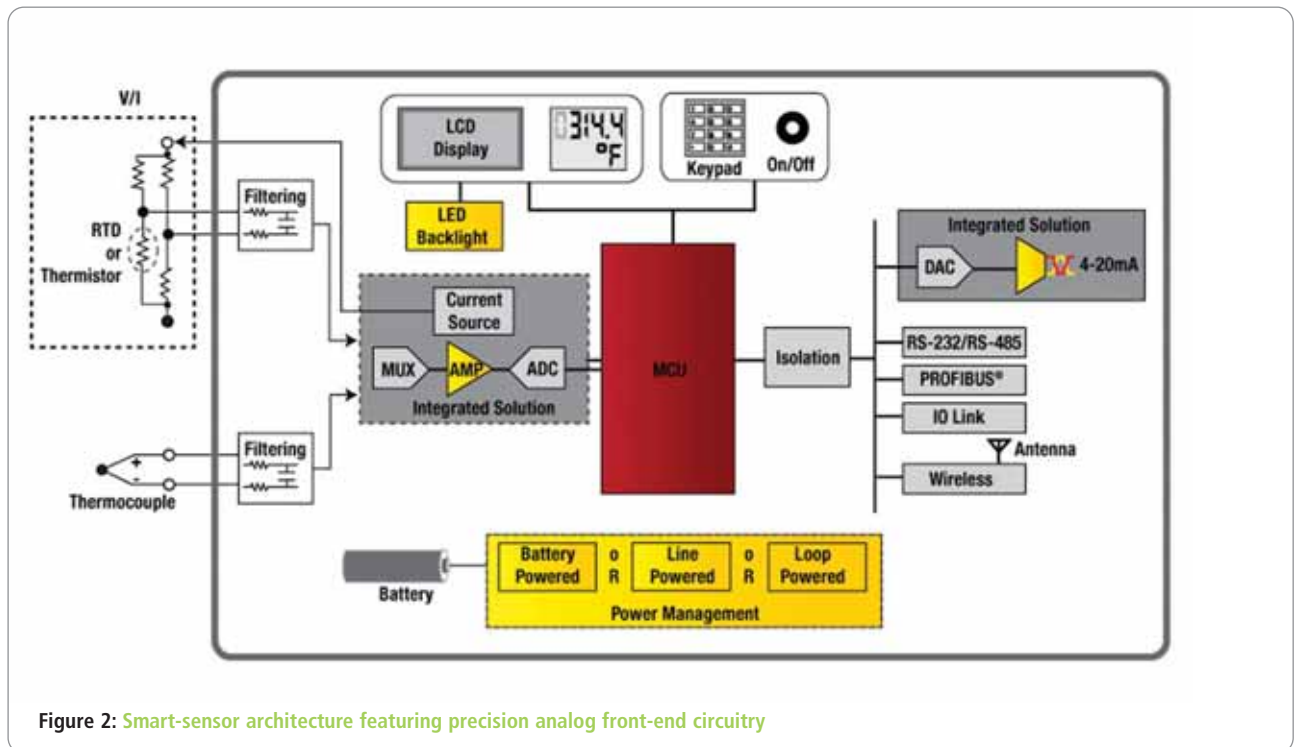 V/I
RTD
or
Thermistor
Filtering
LCD
Display
314.4
°F
Keypad
On/Off
LED
Backlight
Current
Source
MUX
AMP
ADC
Integrated Solution
MCU
Isolation
Integrated Solution
DAC
4-20mA
RS-232/RS-485
PROFIBUS®
IO Link
Antenna
Wireless
Filtering
+
-
Thermocouple
Battery
Battery
Powered
o
R
Line
Powered
o
R
Loop
Powered
Power Management
Figure 2: Smart-sensor architecture featuring precision analog front-end circuitry